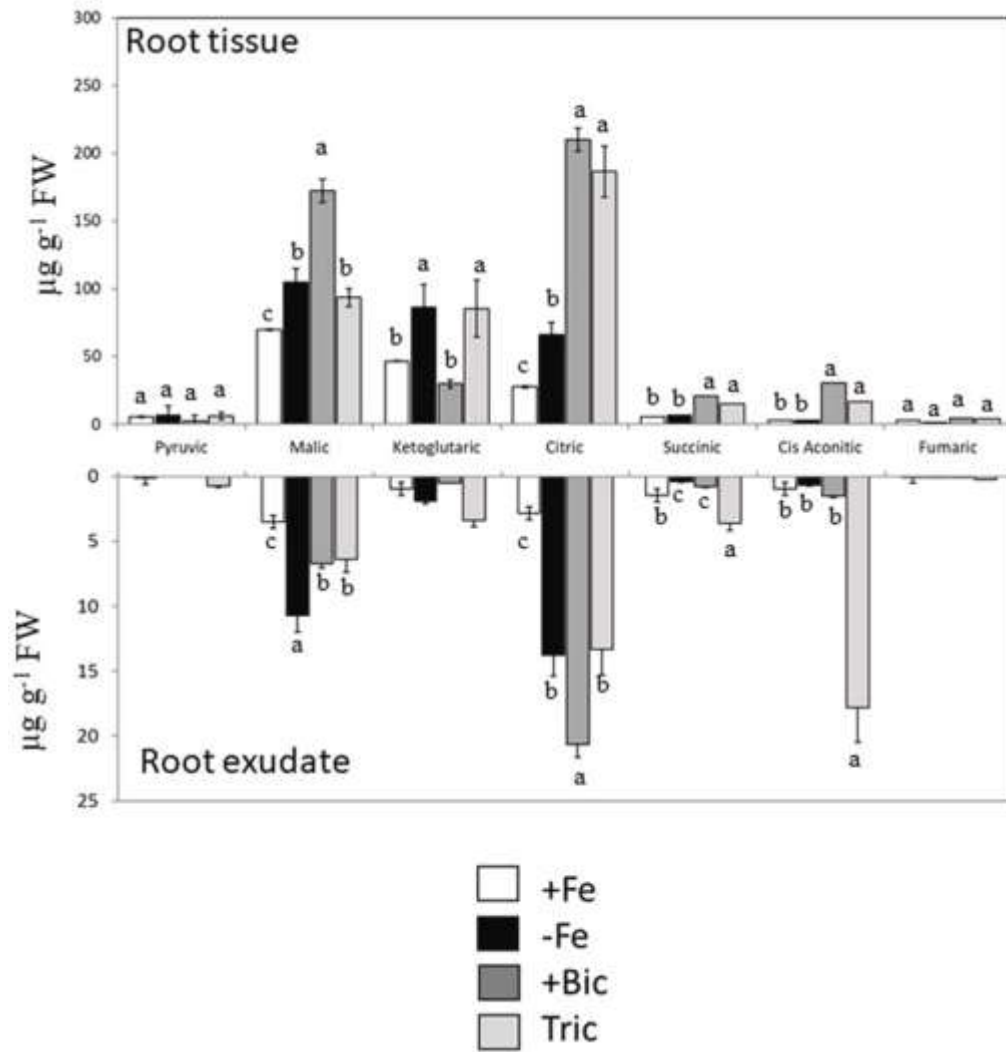 300
Root tissue
250
a
a
a
200
a
150
b
b
a
a
100
c
b
b
50
b
c
a
a
a
a
b
b
b
a
a
b
b
a
a
a
a
a
a
0
µg g-1 FW
Pyruvic
Malic
Ketoglutaric
Citric
Succinic
Cis Aconitic
Fumaric
0
c
c
b
b
b
b
5
c
c
b
b
a
10
a
b
b
15
20
Root exudate
a
a
25
µg g-1 FW
+Fe
-Fe
+Bic
Tric